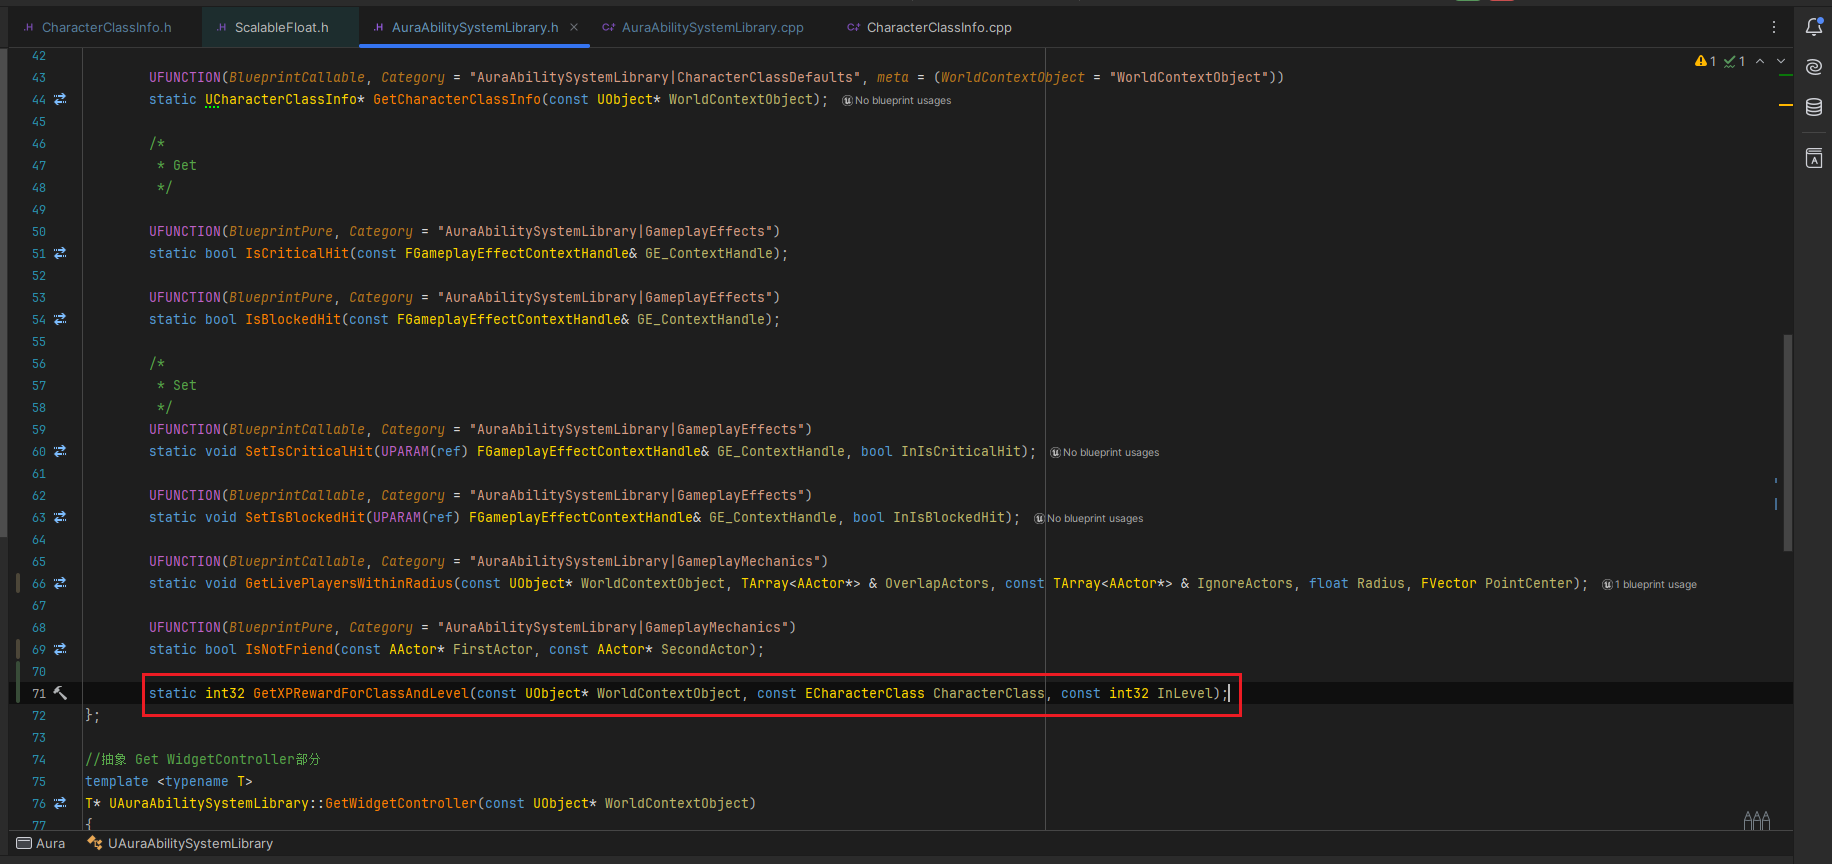 CharacterClassInfo.h
ScalableFloat.h
AuraAbilitySystemLibrary.h
AuraAbilitySystemLibrary.cpp
CharacterClassInfo.cpp
1 1
42
43 UFUNCTION(BlueprintCallable, Category = "AuraAbilitySystemLibrary|CharacterClassDefaults", meta = (WorldContextObject = "WorldContextObject"))
44 static UCharacterClassInfo* GetCharacterClassInfo(const UObject* WorldContextObject); No blueprint usages
45
46 /*
47 * Get
48 */
49
50 UFUNCTION(BlueprintPure, Category = "AuraAbilitySystemLibrary|GameplayEffects")
51 static bool IsCriticalHit(const FGameplayEffectContextHandle& GE_ContextHandle);
52
53 UFUNCTION(BlueprintPure, Category = "AuraAbilitySystemLibrary|GameplayEffects")
54 static bool IsBlockedHit(const FGameplayEffectContextHandle& GE_ContextHandle);
55
56 /*
57 * Set
58 */
59 UFUNCTION(BlueprintCallable, Category = "AuraAbilitySystemLibrary|GameplayEffects")
60 static void SetIsCriticalHit(UPARAM(ref) FGameplayEffectContextHandle& GE_ContextHandle, bool InIsCriticalHit); No blueprint usages
61
62 UFUNCTION(BlueprintCallable, Category = "AuraAbilitySystemLibrary|GameplayEffects")
63 static void SetIsBlockedHit(UPARAM(ref) FGameplayEffectContextHandle& GE_ContextHandle, bool InIsBlockedHit); No blueprint usages
64
65 UFUNCTION(BlueprintCallable, Category = "AuraAbilitySystemLibrary|GameplayMechanics")
66 static void GetLivePlayersWithinRadius(const UObject* WorldContextObject, TArray<AActor*> & OverlapActors, const TArray<AActor*> & IgnoreActors, float Radius, FVector PointCenter); 1 blueprint usage
67
68 UFUNCTION(BlueprintPure, Category = "AuraAbilitySystemLibrary|GameplayMechanics")
69 static bool IsNotFriend(const AActor* FirstActor, const AActor* SecondActor);
70
71 static int32 GetXPRewardForClassAndLevel(const UObject* WorldContextObject, const ECharacterClass CharacterClass, const int32 InLevel);
72 };
73
74 //抽象 Get WidgetController部分
75 template <typename T>
76 T* UAuraAbilitySystemLibrary::GetWidgetController(const UObject* WorldContextObject)
77 {
Aura
UAuraAbilitySystemLibrary